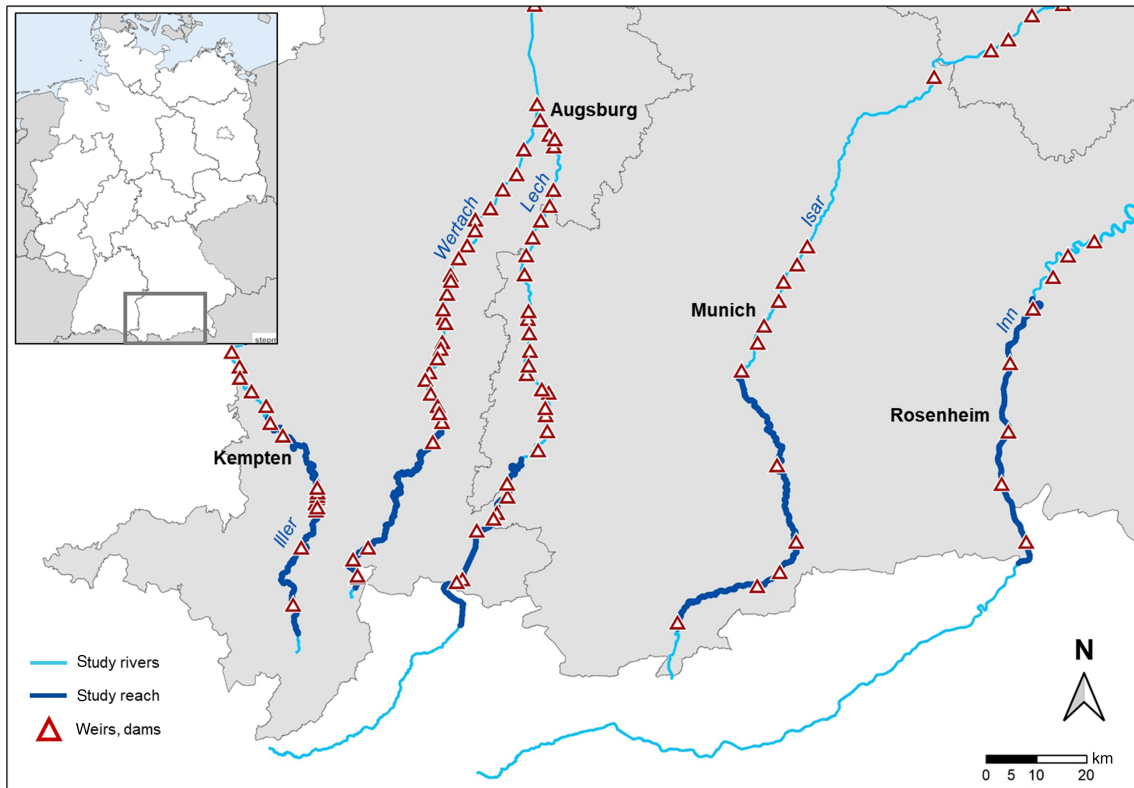 stepm
Augsburg
Wertach
Lech
Isar
Munich
Inn
Rosenheim
Kempten
Iller
Study rivers
Study reach
Weirs, dams
N
km
0 5 10 20